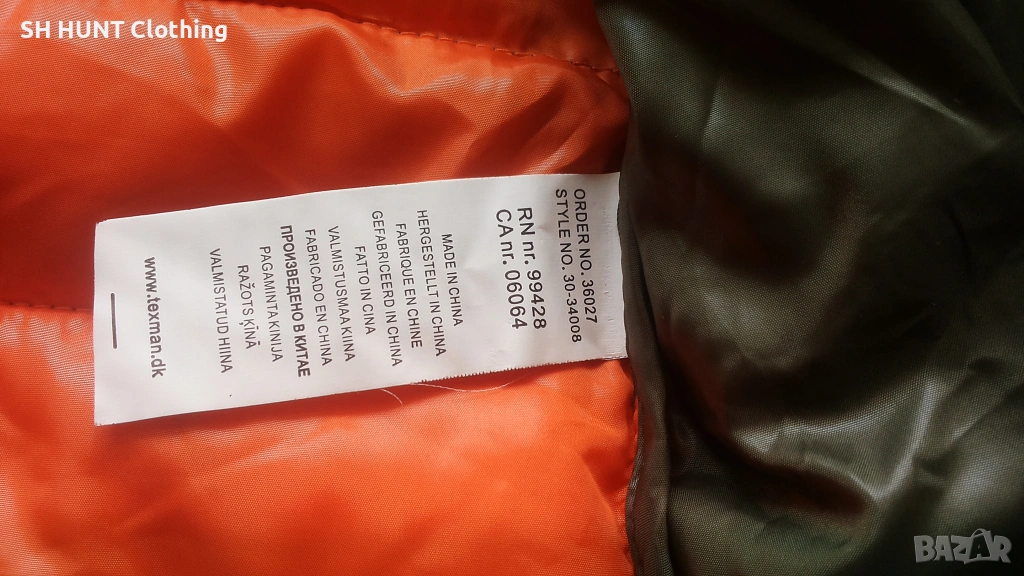 SH HUNT Clothing
ORDER NO. 36027
STYLE NO. 30-34008
RN nr. 99428
CA nr. 06064
MADE IN CHINA
HERGESTELLT IN CHINA
FABRIQUE EN CHINE
GEFABRICEERD IN CHINA
FATTO IN CINA
VALMISTUSMAA KIINA
FABRICADO EN CHINA
ПРОИЗВЕДЕНО В КИТАЕ
PAGAMINTA KINIJA
RAŽOTS ĶĪNĀ
VALMISTATUD HIINA
www.texman.dk
BAZAR